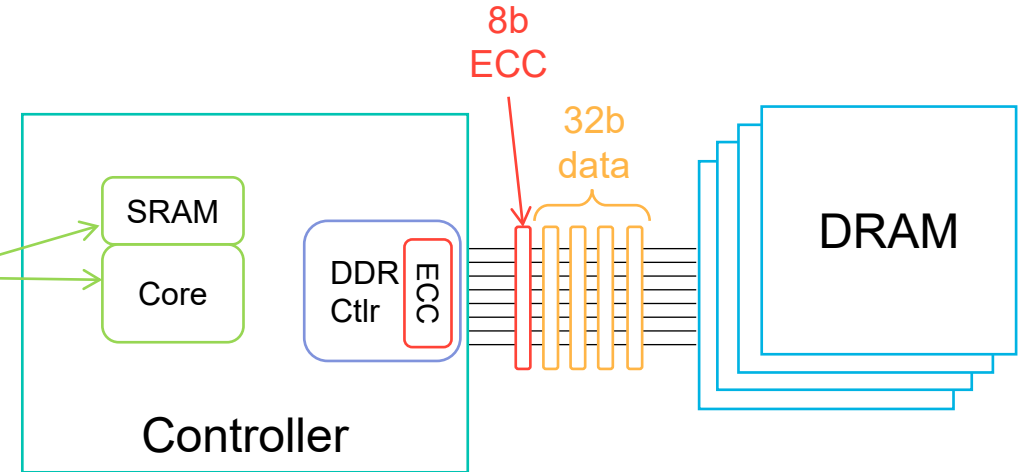 8b
ECC
32b
data
SRAM
Core
DDR
Ctlr
ECC
DRAM
Controller